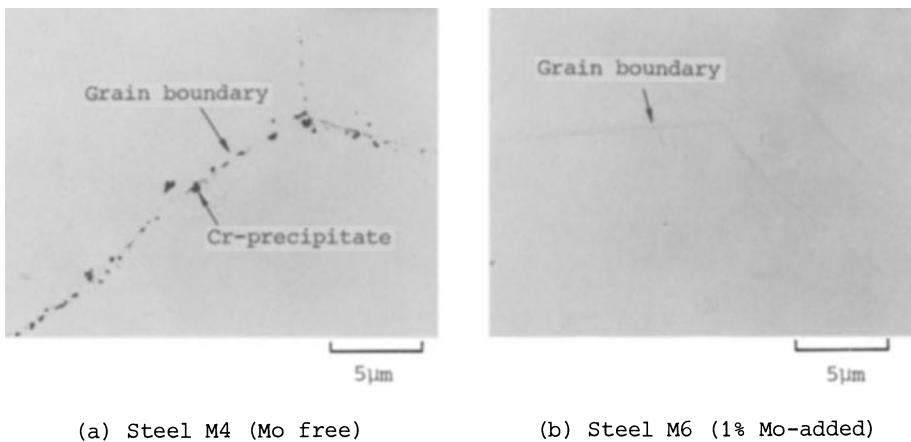 Grain boundary
Cr-precipitate
5μm
(a) Steel M4 (Mo free)
Grain boundary
5μm
(b) Steel M6 (1% Mo-added)